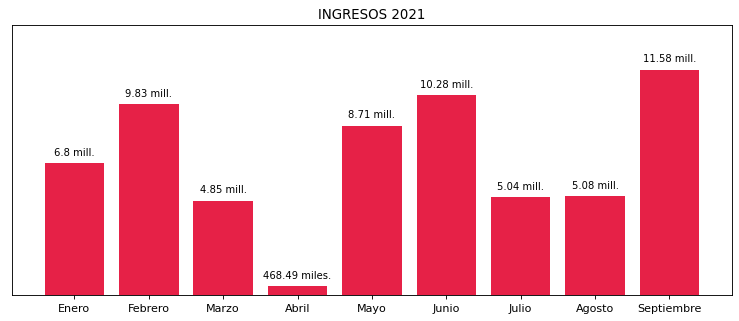 INGRESOS 2021
6.8 mill.
9.83 mill.
4.85 mill.
468.49 miles.
8.71 mill.
10.28 mill.
5.04 mill.
5.08 mill.
11.58 mill.
Enero Febrero Marzo Abril Mayo Junio Julio Agosto Septiembre